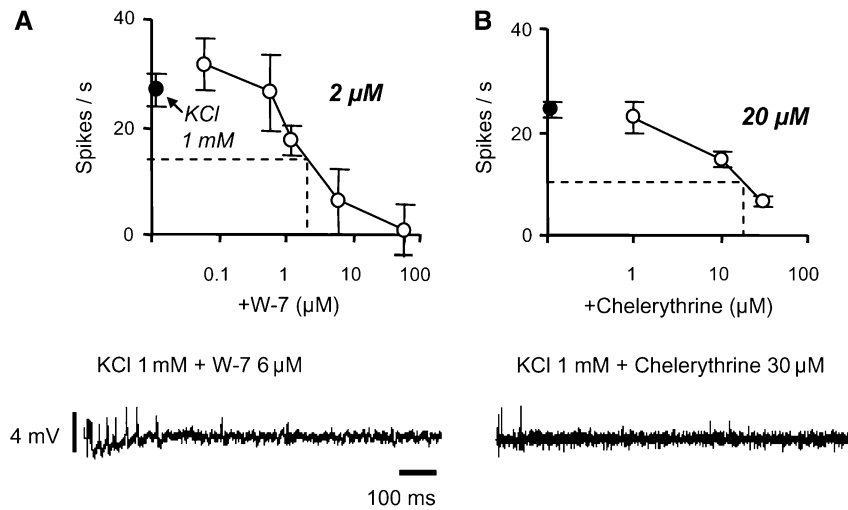 A
40
20
0
Spikes / s
KCl
1 mM
2 µM
0.1 1 10 100
+W-7 (µM)
B
40
20
0
Spikes / s
20 µM
1 10 100
+Chelerythrine (µM)
KCl 1 mM + W-7 6 µM
4 mV
100 ms
KCl 1 mM + Chelerythrine 30 µM